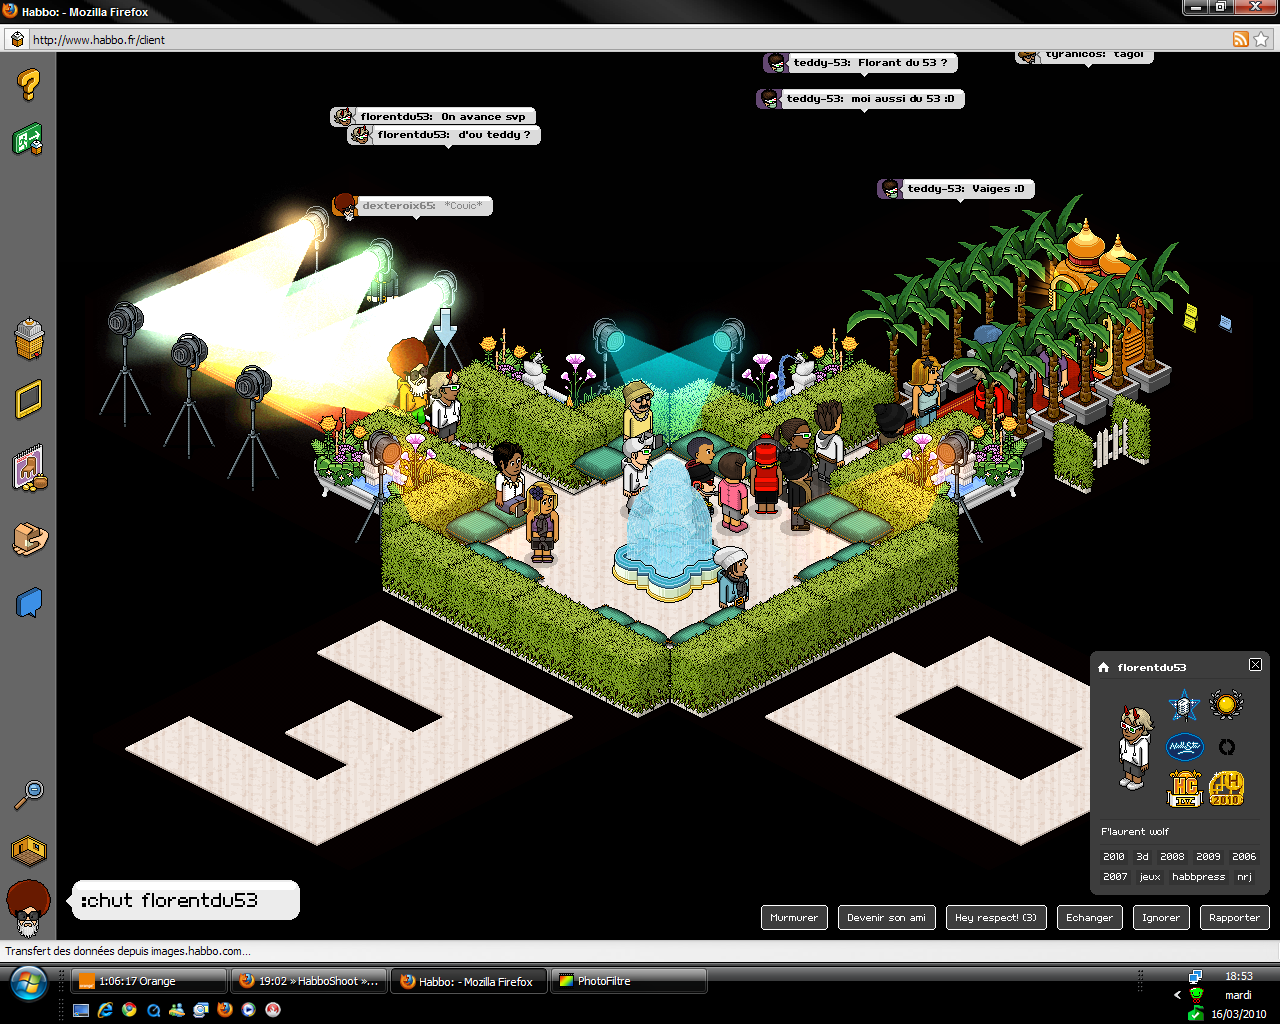 Habbo: - Mozilla Firefox
http://www.habbo.fr/client
teddy-53: Florant du 53 ?
tyranicos: tagol
teddy-53: moi aussi du 53 :D
florentdu53: On avance svp
florentdu53: d'ou teddy ?
teddy-53: Vaiges :D
dexteroix65: *Couic*
florentdu53
NelliStar
HC
2010
F'laurent wolf
2010 3d 2008 2009 2006
2007 jeux habbpress nrj
:chut florentdu53
Murmurer
Devenir son ami
Hey respect! (3)
Echanger
Ignorer
Rapporter
Transfert des données depuis images.habbo.com...
1:06:17 Orange
19:02 » HabboShoot »...
Habbo: - Mozilla Firefox
PhotoFiltre
18:53
mardi
16/03/2010